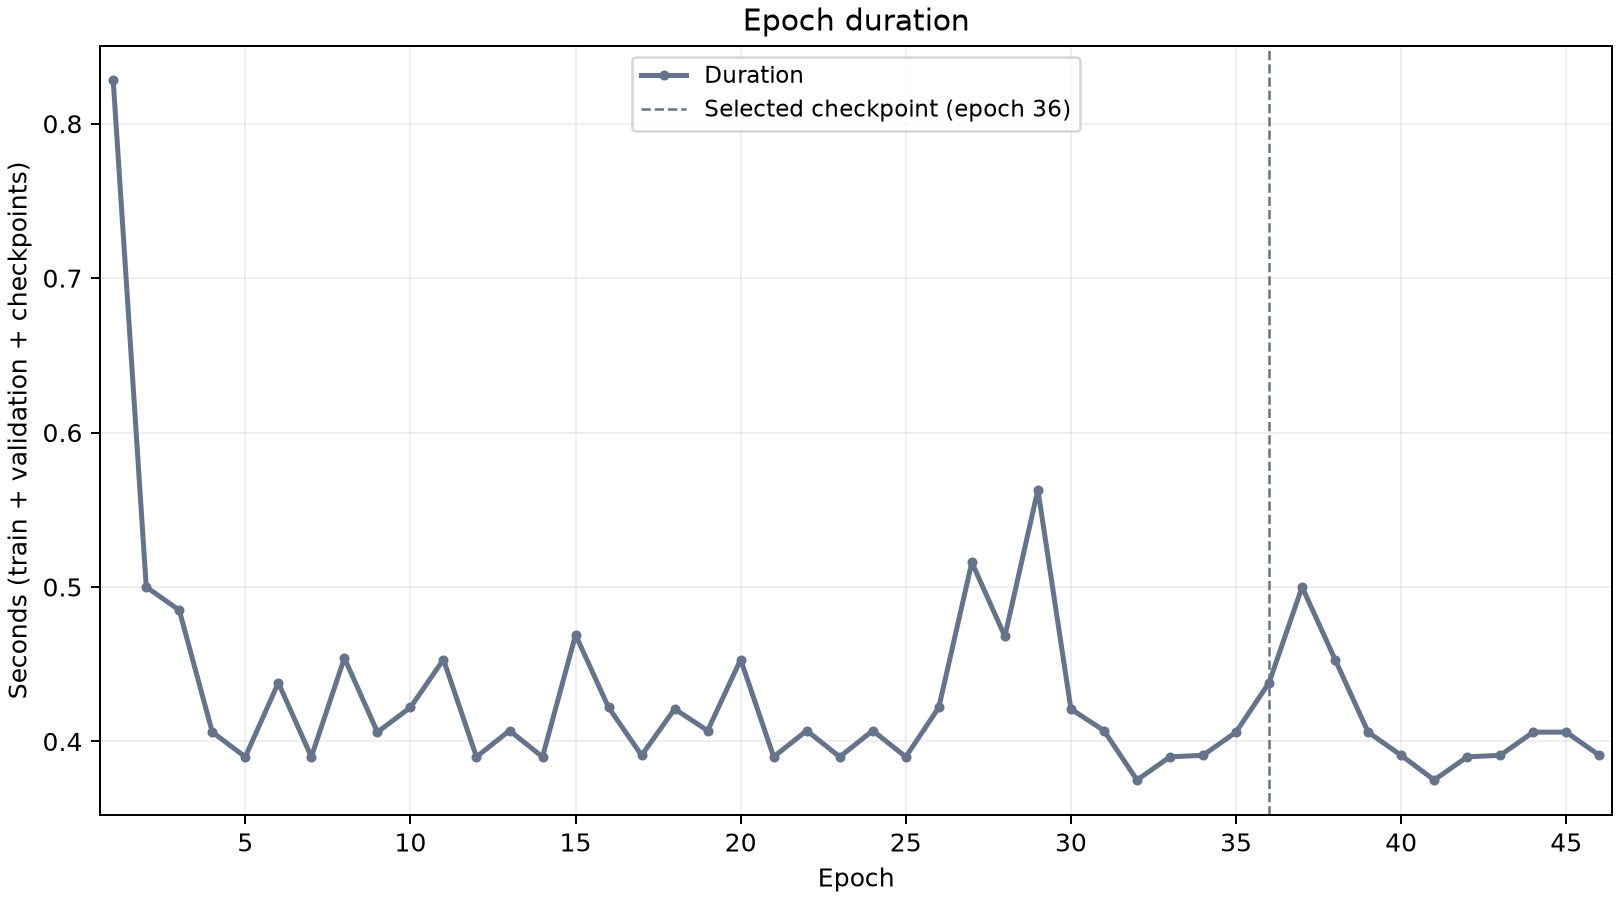 Epoch duration
Duration
Selected checkpoint (epoch 36)
Seconds (train + validation + checkpoints)
0.8
0.7
0.6
0.5
0.4
5 10 15 20 25 30 35 40 45
Epoch